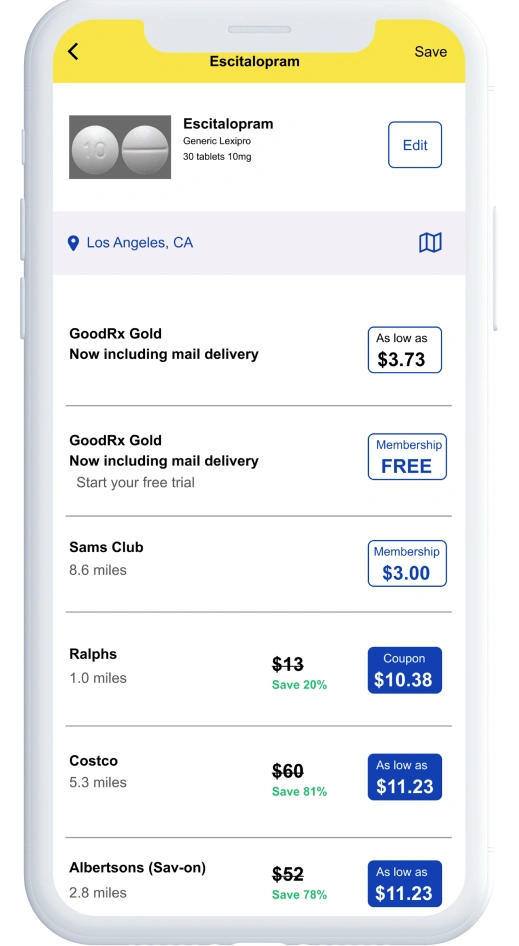 Save
Escitalopram
Escitalopram
Generic Lexipro
30 tablets 10mg
Edit
10
Los Angeles, CA
GoodRx Gold
Now including mail delivery
As low as
$3.73
GoodRx Gold
Now including mail delivery
Start your free trial
Membership
FREE
Sams Club
8.6 miles
Membership
$3.00
Ralphs
1.0 miles
$13
Save 20%
Coupon
$10.38
Costco
5.3 miles
$60
Save 81%
As low as
$11.23
Albertsons (Sav-on)
2.8 miles
$52
Save 78%
As low as
$11.23